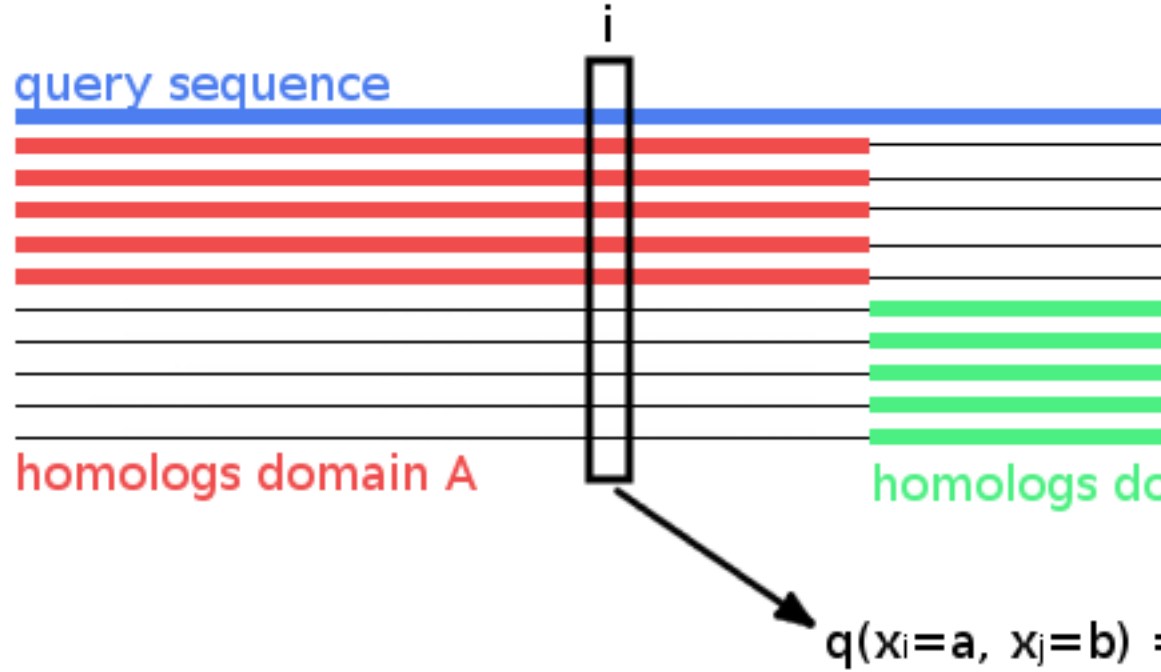 i
query sequence
homologs domain A
homologs do
q(xi=a, xj=b) =